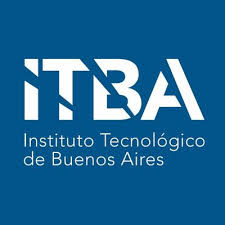 ITBA
Instituto Tecnológico
de Buenos Aires